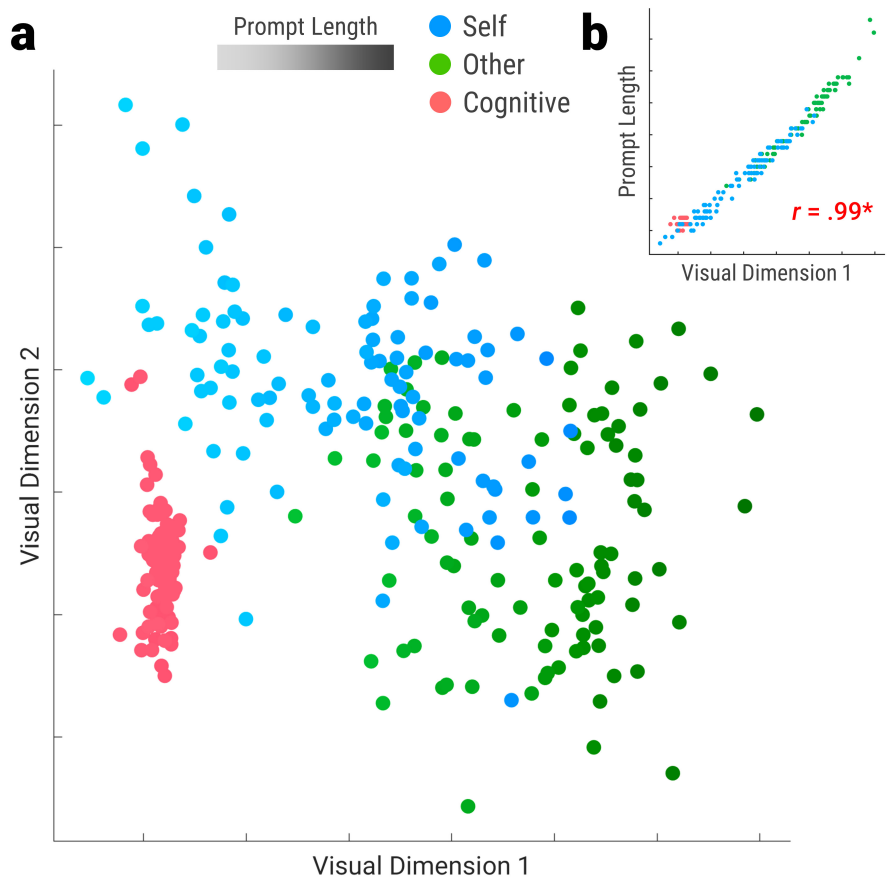 a
Prompt Length
Self
Other
Cognitive
Visual Dimension 2
Visual Dimension 1
b
Prompt Length
r = .99*
Visual Dimension 1